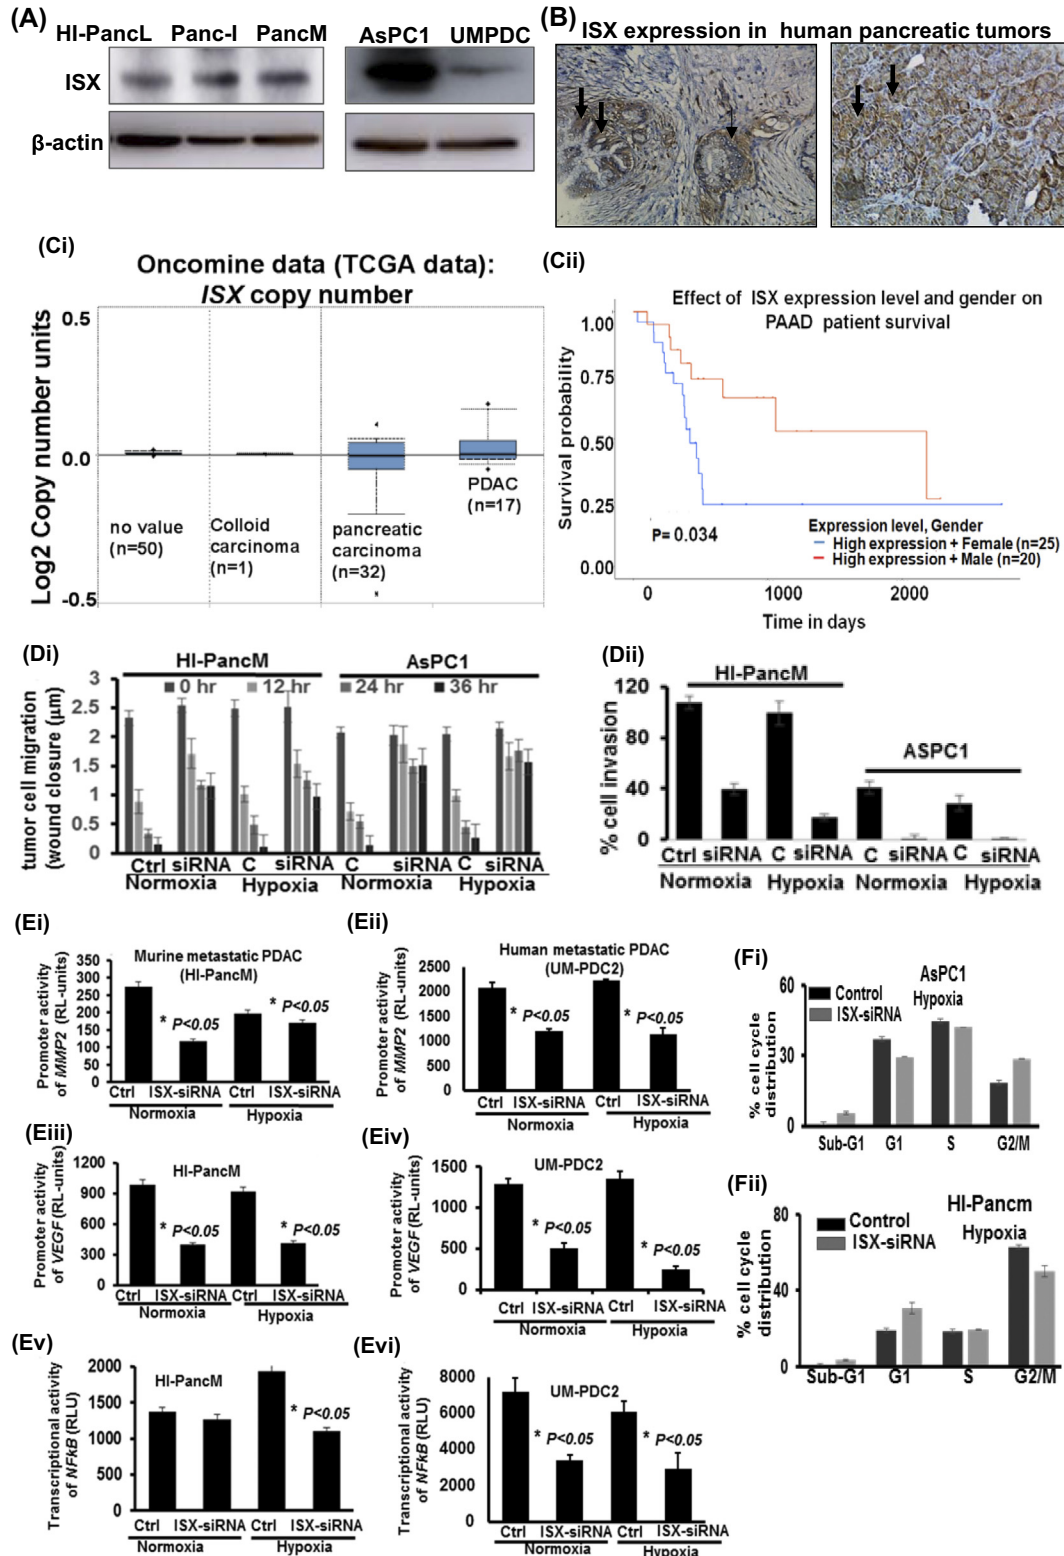 (A)
HI-PancL Panc-I PancM AsPC1 UMPDC
ISX
β-actin
(B)
ISX expression in human pancreatic tumors
(Ci)
Oncomine data (TCGA data):
ISX copy number
Log2 Copy number units
0.5
0.0
-0.5
no value
(n=50)
Colloid
carcinoma
(n=1)
pancreatic
carcinoma
(n=32)
PDAC
(n=17)
(Cii)
Effect of ISX expression level and gender on
PAAD patient survival
Survival probability
1.00
0.75
0.50
0.25
0.00
P= 0.034
Expression level, Gender
High expression + Female (n=25)
High expression + Male (n=20)
0 1000 2000
Time in days
(Di)
HI-PancM AsPC1
0 hr 12 hr 24 hr 36 hr
tumor cell migration
(wound closure (µm)
3
2.5
2
1.5
1
0.5
0
Ctrl siRNA C siRNA C siRNA C siRNA
Normoxia Hypoxia Normoxia Hypoxia
(Dii)
HI-PancM
ASPC1
% cell invasion
120
80
40
0
Ctrl siRNA C siRNA C siRNA C siRNA
Normoxia Hypoxia Normoxia Hypoxia
(Ei)
Murine metastatic PDAC
(HI-PancM)
Promoter activity
of MMP2 (RL-units)
350
300
250
200
150
100
50
0
* P<0.05
* P<0.05
Ctrl ISX-siRNA Ctrl ISX-siRNA
Normoxia Hypoxia
(Eii)
Human metastatic PDAC
(UM-PDC2)
Promoter activity
of MMP2 (RL-units)
2500
2000
1500
1000
500
0
* P<0.05
* P<0.05
Ctrl ISX-siRNA Ctrl ISX-siRNA
Normoxia Hypoxia
(Fi)
AsPC1
Hypoxia
Control
ISX-siRNA
% cell cycle
distribution
60
30
0
Sub-G1 G1 S G2/M
(Eiii)
HI-PancM
Promoter activity
of VEGF (RL-units)
1200
900
600
300
0
* P<0.05
* P<0.05
Ctrl ISX-siRNA Ctrl ISX-siRNA
Normoxia Hypoxia
(Eiv)
UM-PDC2
Promoter activity
of VEGF (RL-units)
1500
1000
500
0
* P<0.05
* P<0.05
Ctrl ISX-siRNA Ctrl ISX-siRNA
Normoxia Hypoxia
(Fii)
HI-Pancm
Hypoxia
Control
ISX-siRNA
% cell cycle
distribution
80
40
0
Sub-G1 G1 S G2/M
(Ev)
HI-PancM
Transcriptional activity
of NFkB (RLU)
2000
1500
1000
500
0
* P<0.05
Ctrl ISX-siRNA Ctrl ISX-siRNA
Normoxia Hypoxia
(Evi)
UM-PDC2
Transcriptional activity
of NFkB (RLU)
8000
6000
4000
2000
0
* P<0.05
* P<0.05
Ctrl ISX-siRNA Ctrl ISX-siRNA
Normoxia Hypoxia